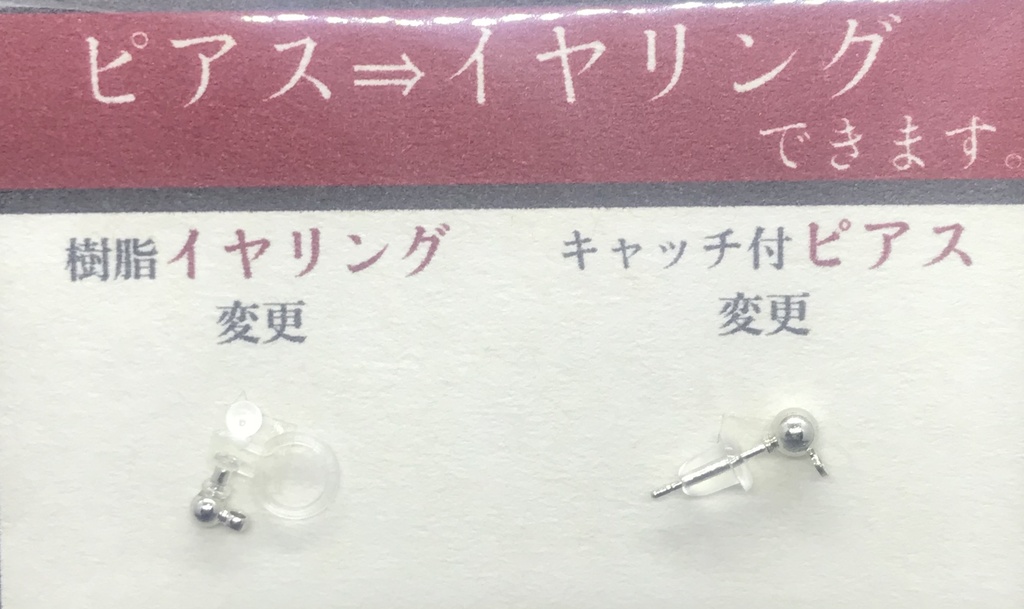 ピアス⇒イヤリング
できます。
樹脂イヤリング
変更
キャッチ付ピアス
変更